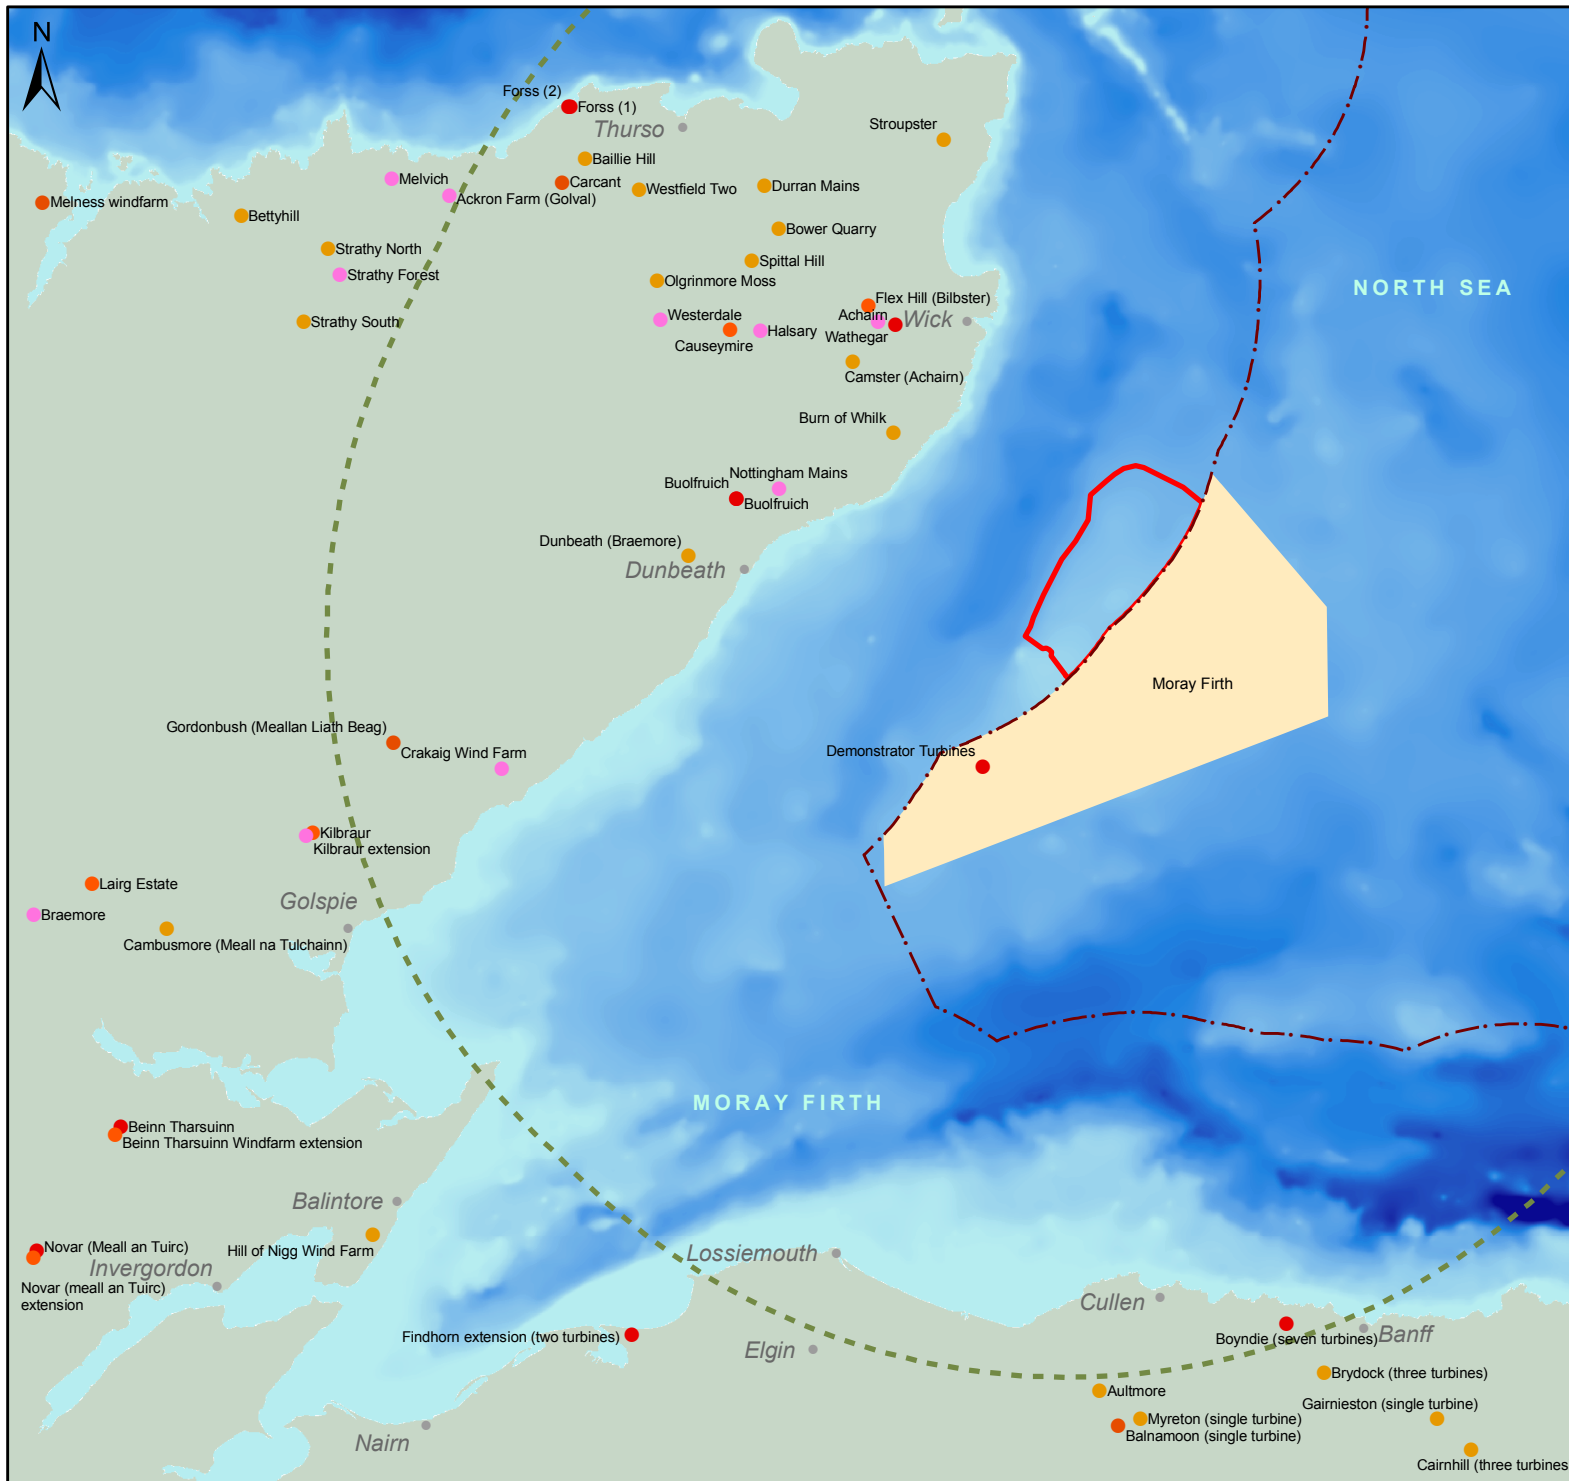 N
Forss (2)
Forss (1)
Thurso
Stroupster
Baillie Hill
Melvich
Carcant
Ackron Farm (Golval)
Westfield Two
Durran Mains
Melness windfarm
Bettyhill
Bower Quarry
Strathy North
Spittal Hill
Strathy Forest
Olgrinmore Moss
NORTH SEA
Flex Hill (Bilbster)
Westerdale
Achairn
Wick
Strathy South
Halsary
Wathegar
Causeymire
Camster (Achairn)
Burn of Whilk
Nottingham Mains
Buolfruich
Buolfruich
Dunbeath (Braemore)
Dunbeath
Moray Firth
Gordonbush (Meallan Liath Beag)
Crakaig Wind Farm
Demonstrator Turbines
Kilbraur
Kilbraur extension
Lairg Estate
Golspie
Braemore
Cambusmore (Meall na Tulchainn)
MORAY FIRTH
Beinn Tharsuinn
Beinn Tharsuinn Windfarm extension
Balintore
Novar (Meall an Tuirc)
Hill of Nigg Wind Farm
Lossiemouth
Invergordon
Novar (meall an Tuirc)
extension
Cullen
Findhorn extension (two turbines)
Elgin
Boyndie (seven turbines)
Banff
Brydock (three turbines)
Aultmore
Gairnieston (single turbine)
Myreton (single turbine)
Balnamoon (single turbine)
Nairn
Cairnhill (three turbines